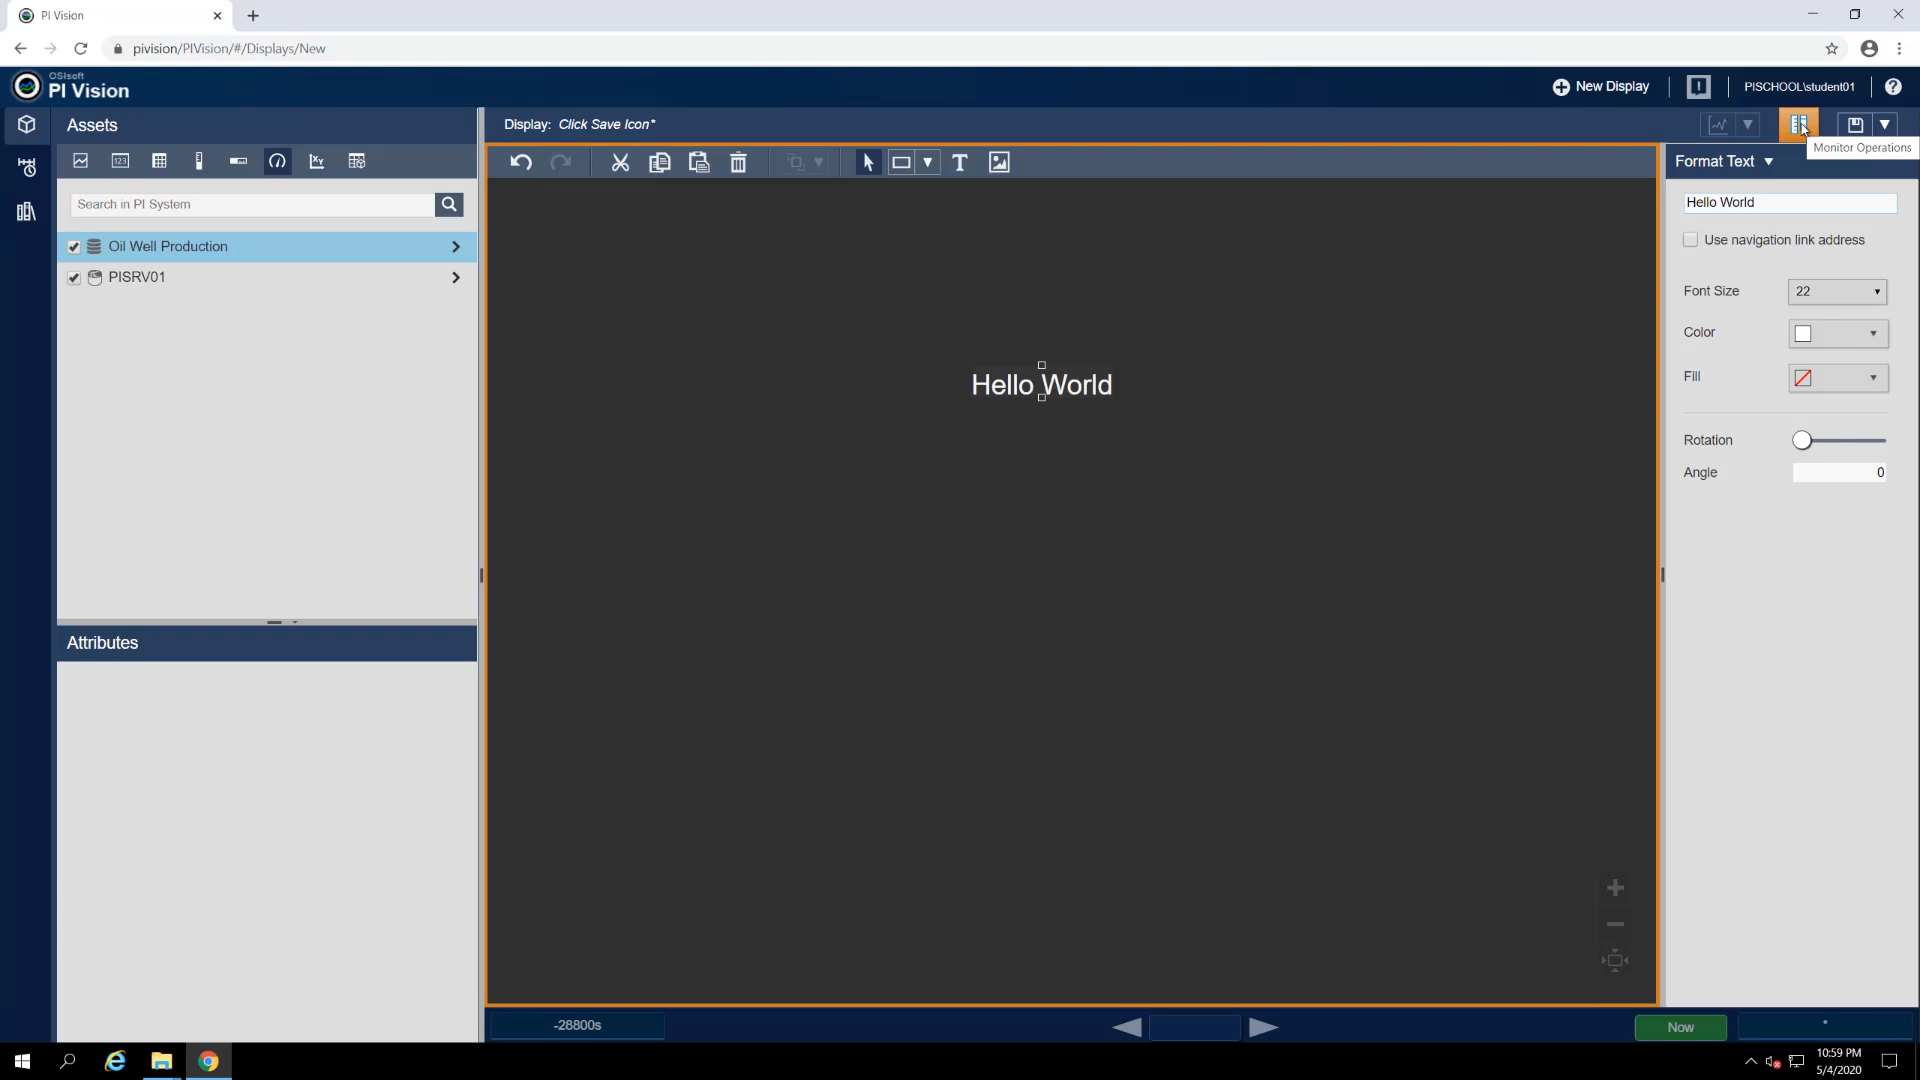 PI Vision
pivision/PIVision/#/Displays/New
OSIsoft
PI Vision
New Display
PISCHOOL\student01
Assets
Display: Click Save Icon*
Monitor Operations
Format Text
Search in PI System
Hello World
Oil Well Production
Use navigation link address
PISRV01
Font Size
22
Color
Hello World
Fill
Rotation
Angle
0
Attributes
-28800s
Now
*
10:59 PM
5/4/2020